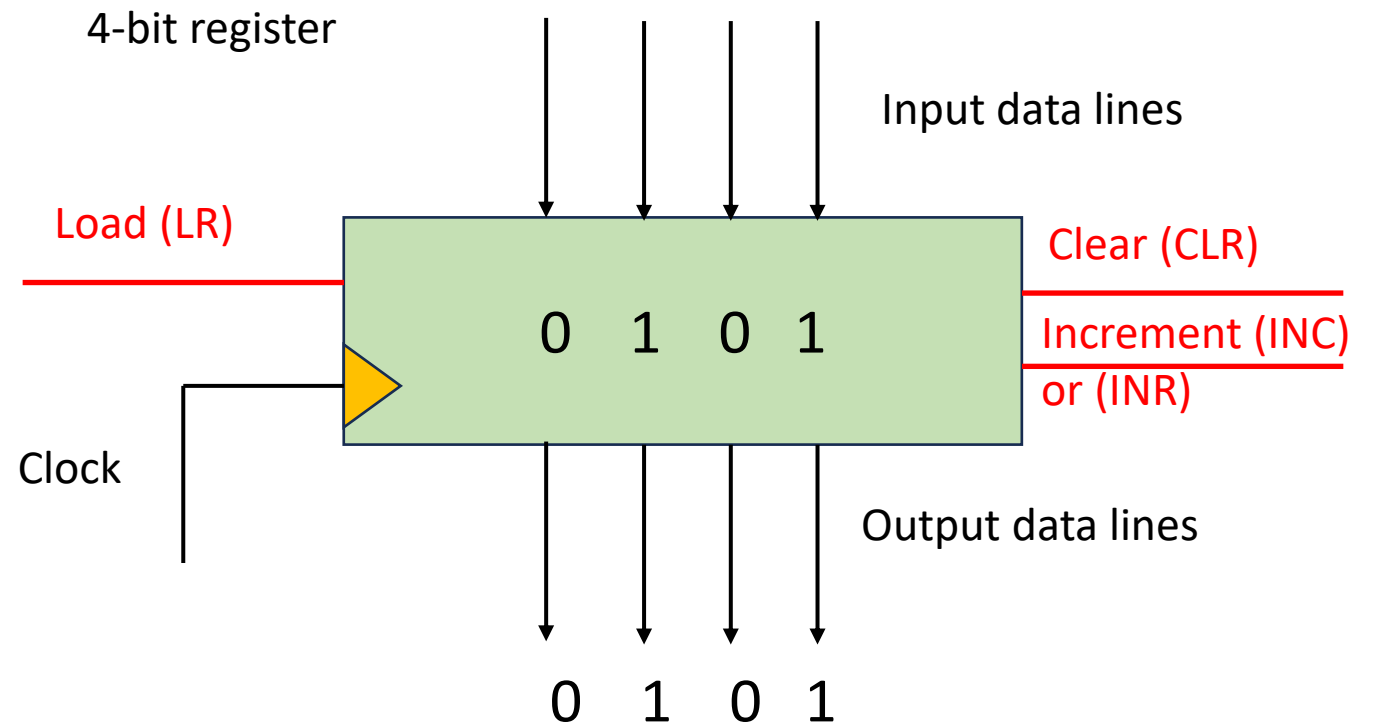 4-bit register
Input data lines
Load (LR)
Clear (CLR)
0 1 0 1
Increment (INC)
or (INR)
Clock
Output data lines
0 1 0 1